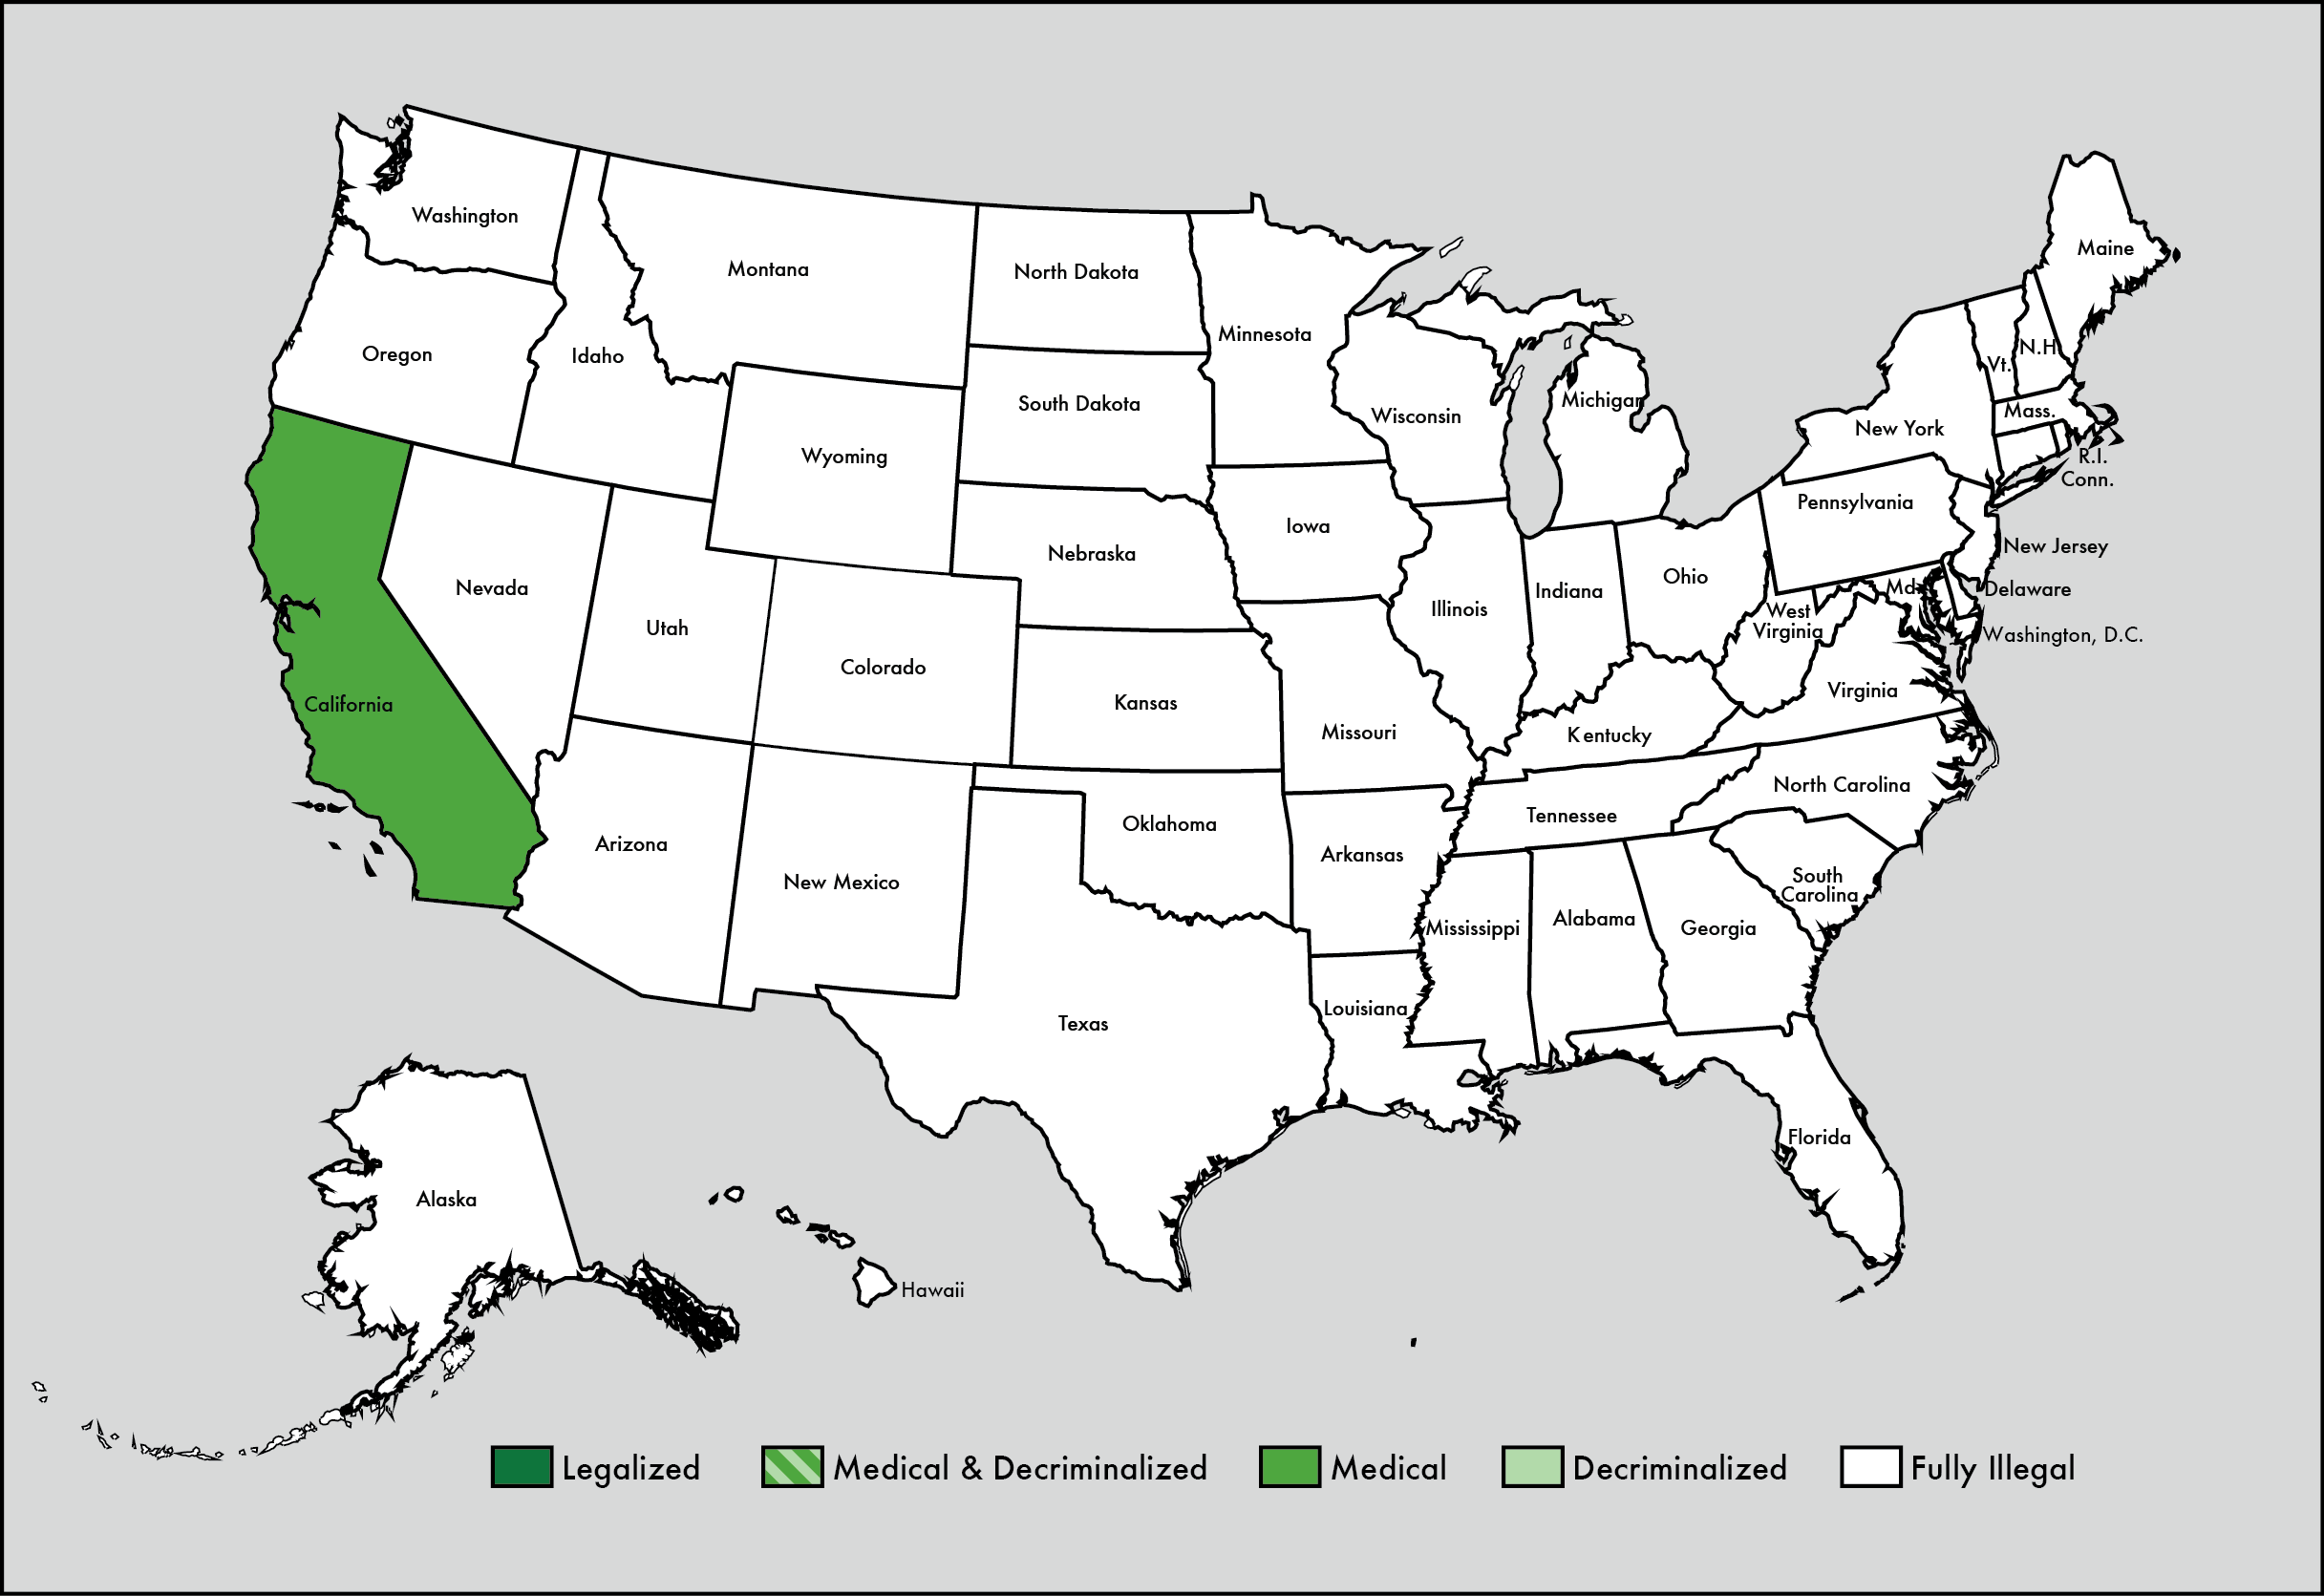 Washington
Maine
Montana
North Dakota
Minnesota
Oregon
Idaho
N.H.
Vt.
South Dakota
Wisconsin
Michigan
Mass.
New York
Wyoming
R.I.
Conn.
Pennsylvania
Iowa
Nebraska
New Jersey
Nevada
Ohio
Indiana
Md.
Delaware
Illinois
West
Virginia
Utah
Washington, D.C.
Colorado
Virginia
California
Kansas
Missouri
Kentucky
North Carolina
Tennessee
Oklahoma
Arizona
Arkansas
New Mexico
South
Carolina
Mississippi
Alabama
Georgia
Louisiana
Texas
Florida
Alaska
Hawaii
Legalized
Medical & Decriminalized
Medical
Decriminalized
Fully Illegal